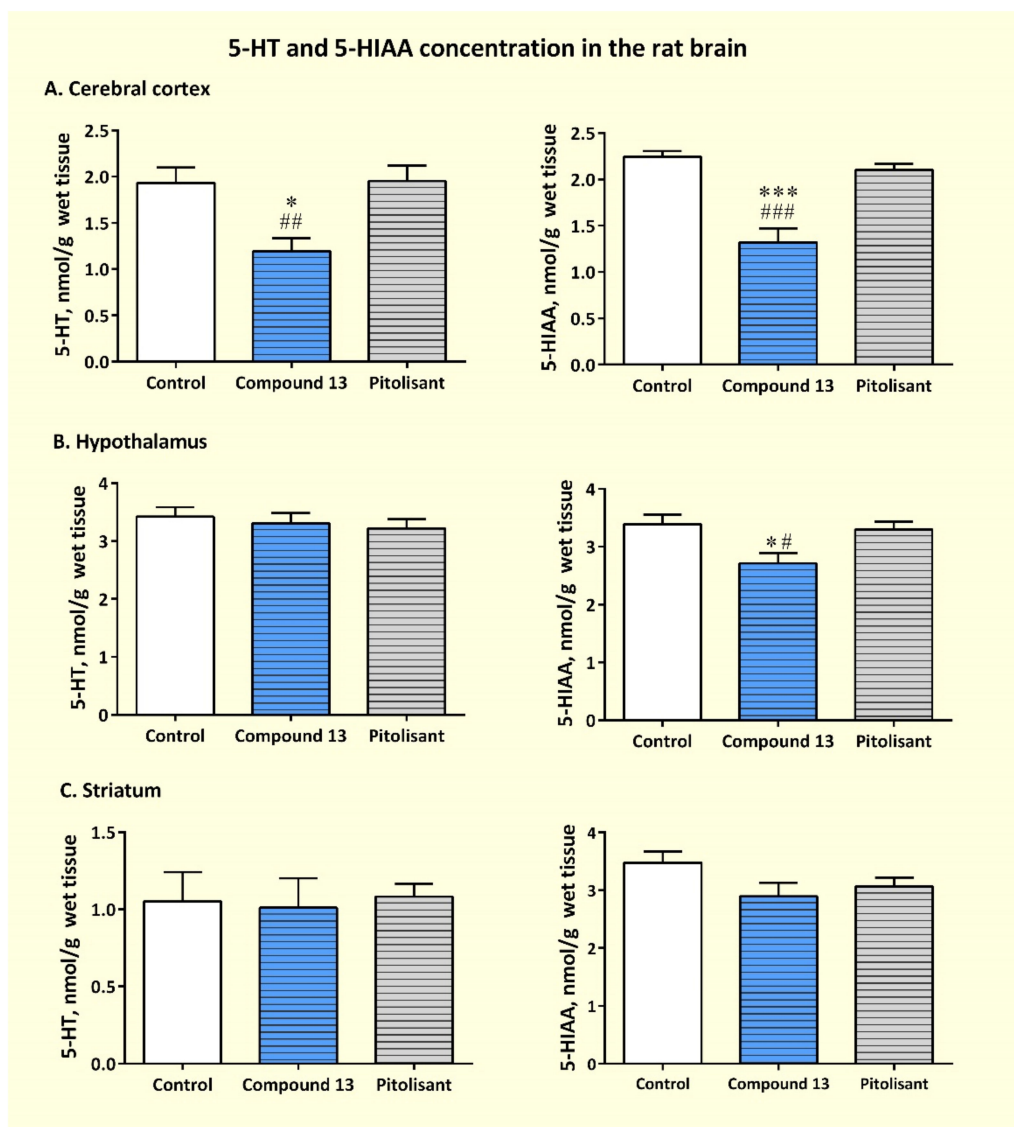 5-HT and 5-HIAA concentration in the rat brain
A. Cerebral cortex
5-HT, nmol/g wet tissue
2.5
2.0
1.5
1.0
0.5
0.0
*
##
Control Compound 13 Pitolisant
5-HIAA, nmol/g wet tissue
2.5
2.0
1.5
1.0
0.5
0.0
***
###
Control Compound 13 Pitolisant
B. Hypothalamus
5-HT, nmol/g wet tissue
4
3
2
1
0
Control Compound 13 Pitolisant
5-HIAA, nmol/g wet tissue
4
3
2
1
0
* #
Control Compound 13 Pitolisant
C. Striatum
5-HT, nmol/g wet tissue
1.5
1.0
0.5
0.0
Control Compound 13 Pitolisant
5-HIAA, nmol/g wet tissue
4
3
2
1
0
Control Compound 13 Pitolisant